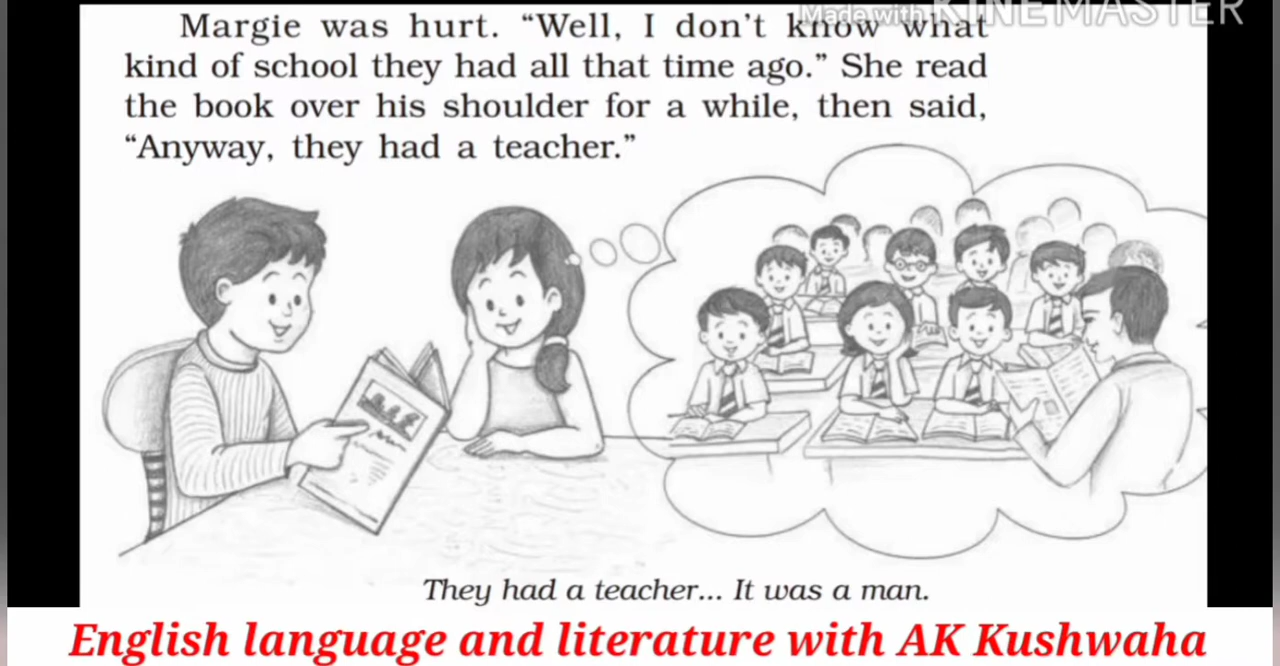 Made with KINEMASTER
Margie was hurt. “Well, I don’t know what
kind of school they had all that time ago.” She read
the book over his shoulder for a while, then said,
“Anyway, they had a teacher.”
They had a teacher... It was a man.
English language and literature with AK Kushwaha